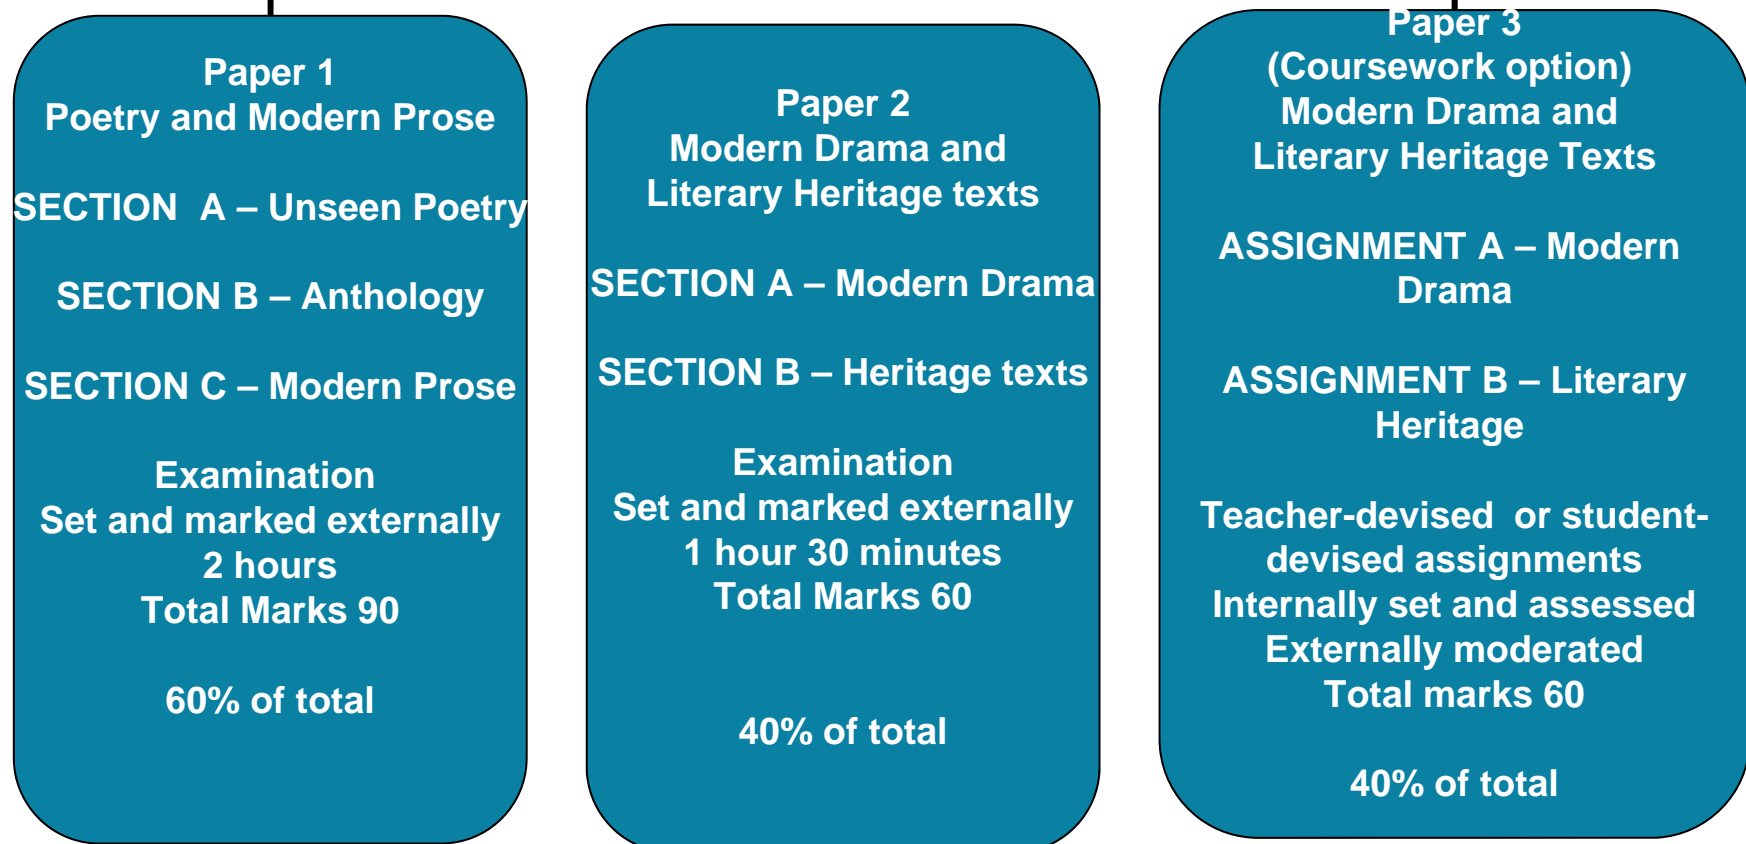 Paper 1
Poetry and Modern Prose
SECTION A – Unseen Poetry
SECTION B – Anthology
SECTION C – Modern Prose
Examination
Set and marked externally
2 hours
Total Marks 90
60% of total
Paper 2
Modern Drama and
Literary Heritage texts
SECTION A – Modern Drama
SECTION B – Heritage texts
Examination
Set and marked externally
1 hour 30 minutes
Total Marks 60
40% of total
Paper 3
(Coursework option)
Modern Drama and
Literary Heritage Texts
ASSIGNMENT A – Modern
Drama
ASSIGNMENT B – Literary
Heritage
Teacher-devised or student-
devised assignments
Internally set and assessed
Externally moderated
Total marks 60
40% of total